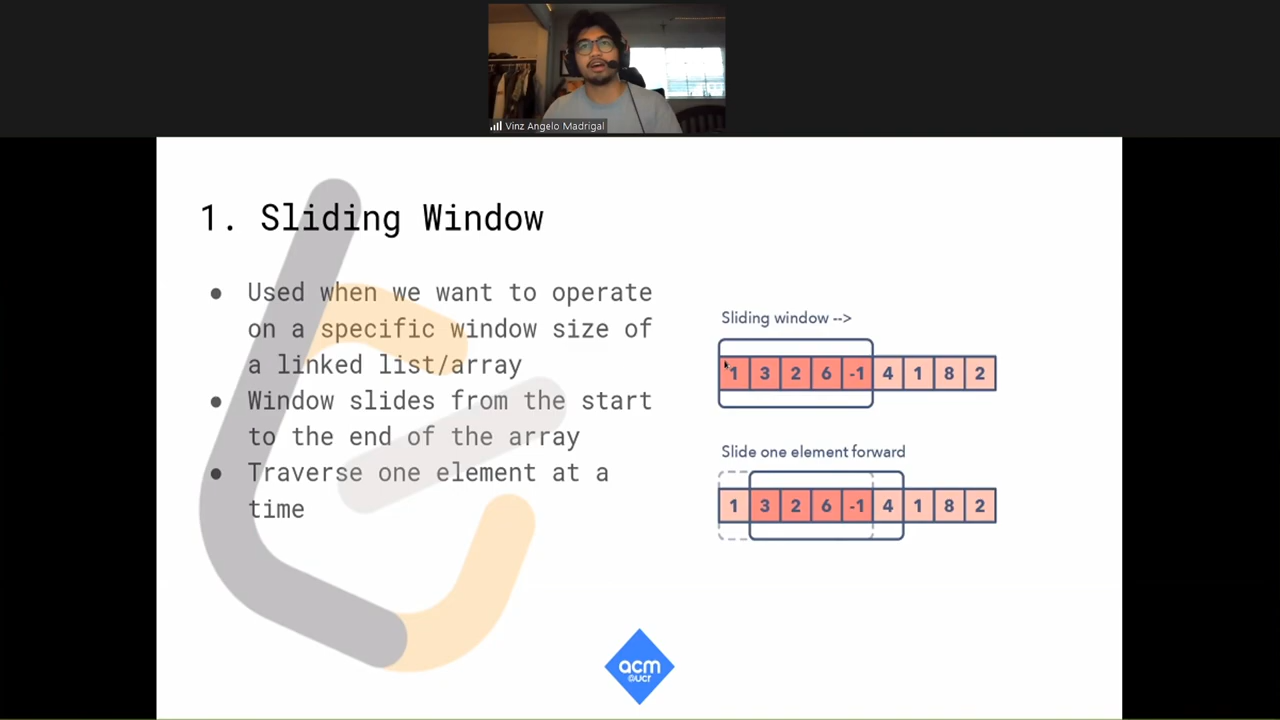 Vinz Angelo Madrigal
1. Sliding Window
● Used when we want to operate
on a specific window size of
a linked list/array
● Window slides from the start
to the end of the array
● Traverse one element at a
time
Sliding window -->
1 3 2 6 -1 4 1 8 2
Slide one element forward
1 3 2 6 -1 4 1 8 2
acm
@UCR